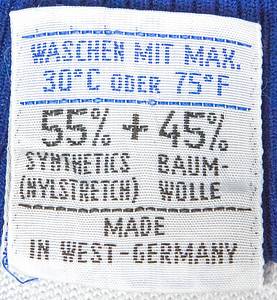 WASCHEN MIT MAX.
30°C ODER 75°F
55% + 45%
SYNTHETICS BAUM-
(NYLSTRETCH) WOLLE
MADE
IN WEST-GERMANY